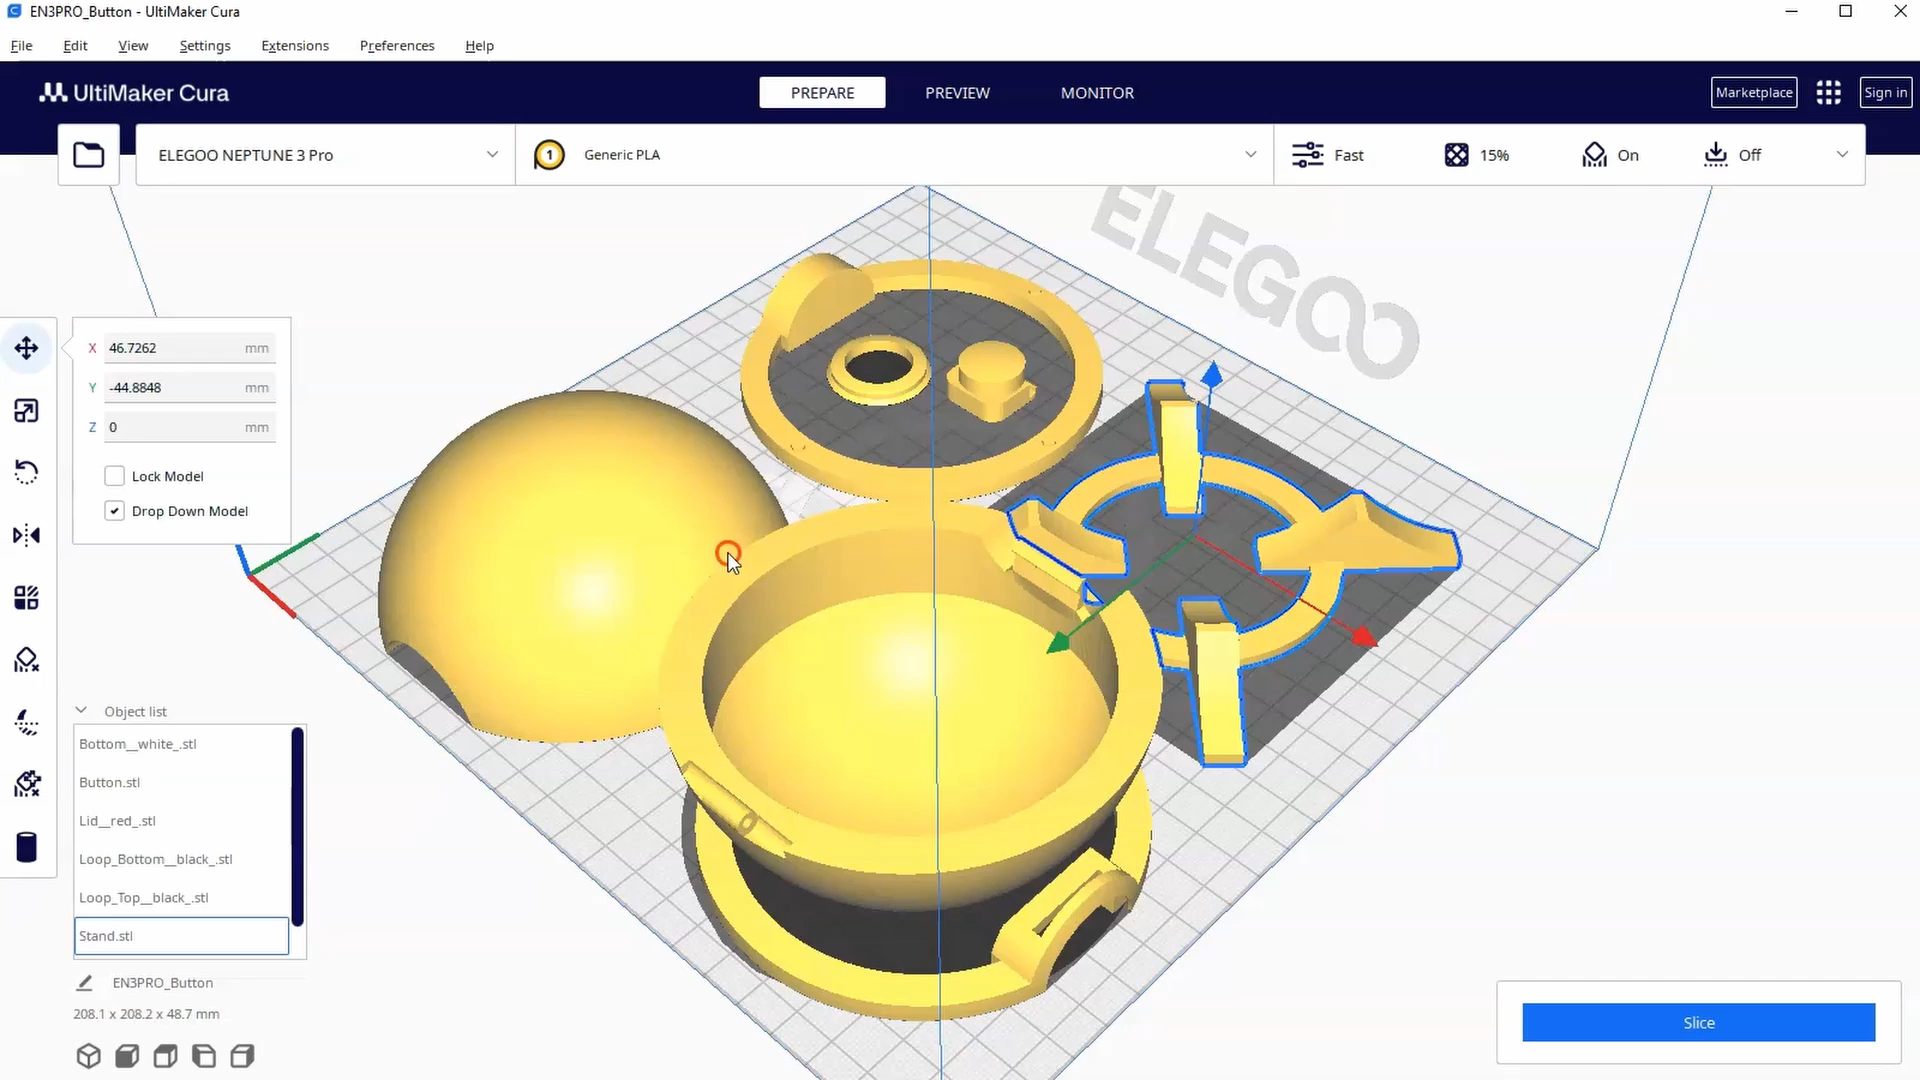 EN3PRO_Button - UltiMaker Cura
File Edit View Settings Extensions Preferences Help
UltiMaker Cura
PREPARE PREVIEW MONITOR
Marketplace
Sign in
ELEGOO NEPTUNE 3 Pro
1 Generic PLA
Fast 15% On Off
ELEGOO
X 46.7262 mm
Y -44.8848 mm
Z 0 mm
Lock Model
Drop Down Model
Object list
Bottom__white_.stl
Button.stl
Lid__red_.stl
Loop_Bottom__black_.stl
Loop_Top__black_.stl
Stand.stl
EN3PRO_Button
208.1 x 208.2 x 48.7 mm
Slice